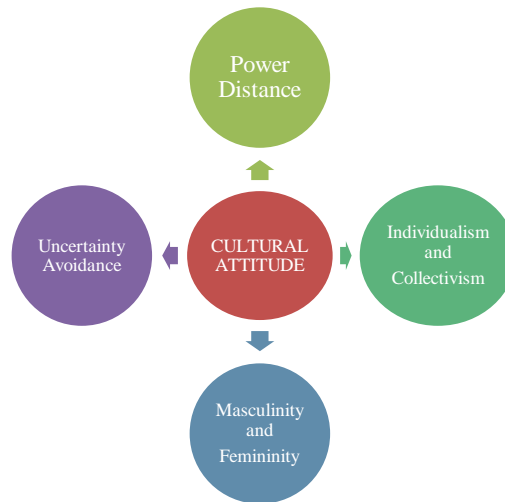 Power
Distance
Uncertainty
Avoidance
CULTURAL
ATTITUDE
Individualism
and
Collectivism
Masculinity
and
Femininity